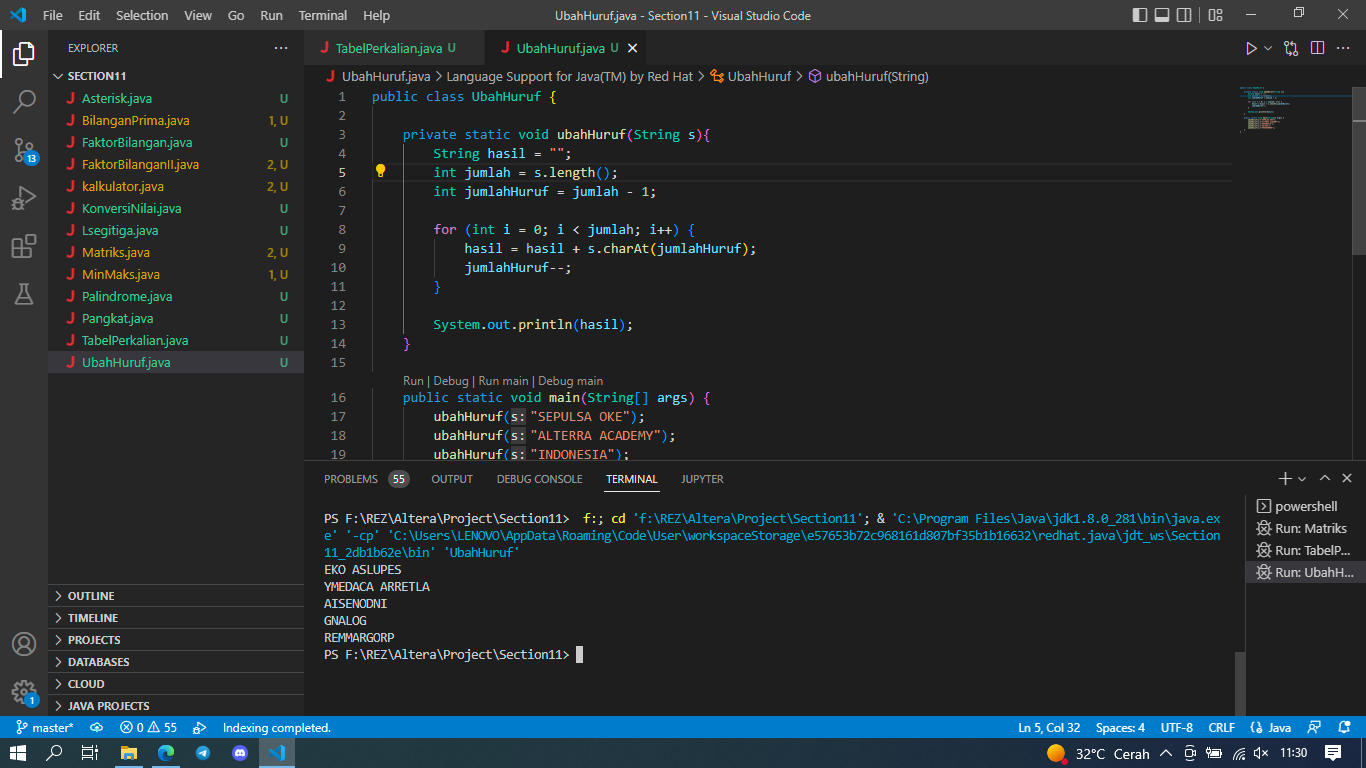 File Edit Selection View Go Run Terminal Help UbahHuruf.java - Section11 - Visual Studio Code
EXPLORER
SECTION11
Asterisk.java U
BilanganPrima.java 1, U
FaktorBilangan.java U
FaktorBilanganII.java 2, U
kalkulator.java 2, U
KonversiNilai.java U
Lsegitiga.java U
Matriks.java 2, U
MinMaks.java 1, U
Palindrome.java U
Pangkat.java U
TabelPerkalian.java U
UbahHuruf.java U
OUTLINE
TIMELINE
PROJECTS
DATABASES
CLOUD
JAVA PROJECTS
13
1
TabelPerkalian.java U UbahHuruf.java U
UbahHuruf.java > Language Support for Java(TM) by Red Hat > UbahHuruf > ubahHuruf(String)
1 public class UbahHuruf {
2
3 private static void ubahHuruf(String s){
4 String hasil = "";
5 int jumlah = s.length();
6 int jumlahHuruf = jumlah - 1;
7
8 for (int i = 0; i < jumlah; i++) {
9 hasil = hasil + s.charAt(jumlahHuruf);
10 jumlahHuruf--;
11 }
12
13 System.out.println(hasil);
14 }
15
Run | Debug | Run main | Debug main
16 public static void main(String[] args) {
17 ubahHuruf(s:"SEPULSA OKE");
18 ubahHuruf(s:"ALTERRA ACADEMY");
19 ubahHuruf(s:"INDONESIA");
PROBLEMS 55 OUTPUT DEBUG CONSOLE TERMINAL JUPYTER
PS F:\REZ\Altera\Project\Section11> f:; cd 'f:\REZ\Altera\Project\Section11'; & 'C:\Program Files\Java\jdk1.8.0_281\bin\java.ex
e' '-cp' 'C:\Users\LENOVO\AppData\Roaming\Code\User\workspaceStorage\e57653b72c968161d807bf35b1b16632\redhat.java\jdt_ws\Section
11_2db1b62e\bin' 'UbahHuruf'
EKO ASLUPES
YMEDACA ARRETLA
AISENODNI
GNALOG
REMMARGORP
PS F:\REZ\Altera\Project\Section11>
powershell
Run: Matriks
Run: TabelP...
Run: UbahH...
master* 0 55 Indexing completed. Ln 5, Col 32 Spaces: 4 UTF-8 CRLF Java
32°C Cerah 11:30